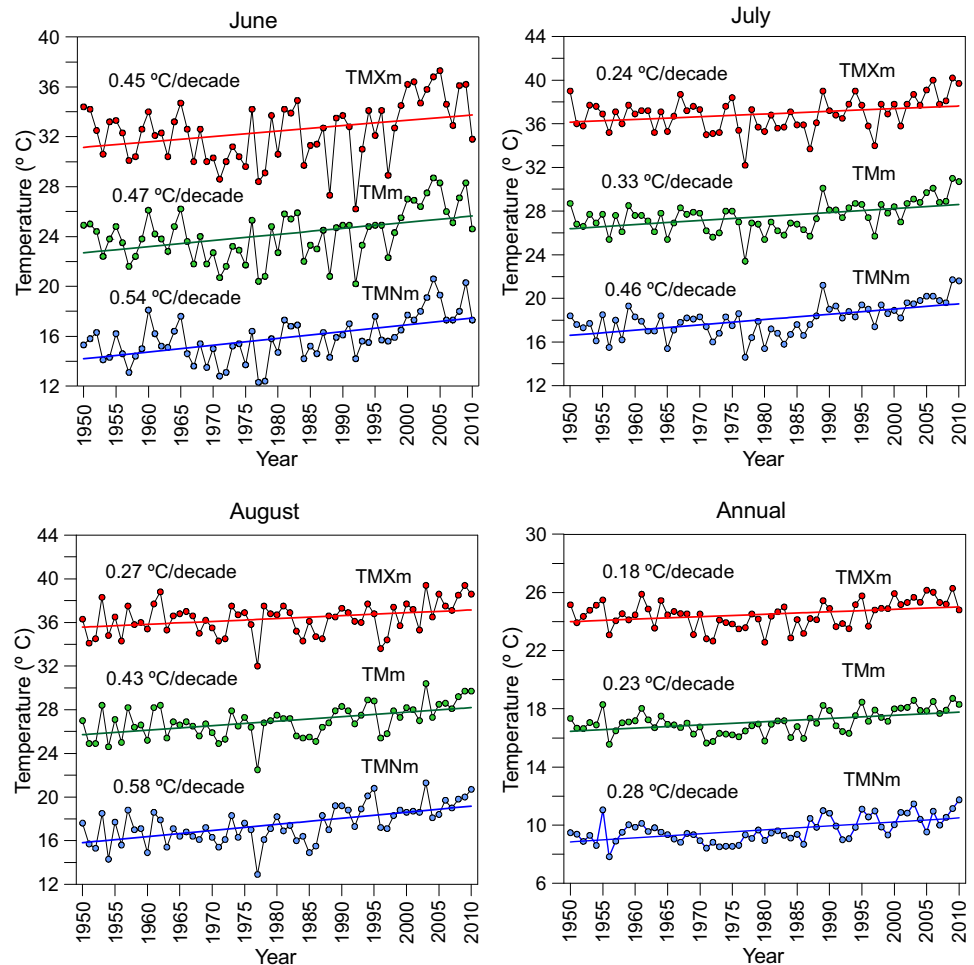 June
40
36
32
28
24
20
16
12
Temperature (º C)
0.45 ºC/decade
TMXm
0.47 ºC/decade
TMm
0.54 ºC/decade
TMNm
1950 1955 1960 1965 1970 1975 1980 1985 1990 1995 2000 2005 2010
Year
July
44
40
36
32
28
24
20
16
12
Temperature (º C)
0.24 ºC/decade
TMXm
0.33 ºC/decade
TMm
0.46 ºC/decade
TMNm
1950 1955 1960 1965 1970 1975 1980 1985 1990 1995 2000 2005 2010
Year
August
44
40
36
32
28
24
20
16
12
Temperature (º C)
0.27 ºC/decade
TMXm
0.43 ºC/decade
TMm
0.58 ºC/decade
TMNm
1950 1955 1960 1965 1970 1975 1980 1985 1990 1995 2000 2005 2010
Year
Annual
30
26
22
18
14
10
6
Temperature (º C)
0.18 ºC/decade
TMXm
0.23 ºC/decade
TMm
0.28 ºC/decade
TMNm
1950 1955 1960 1965 1970 1975 1980 1985 1990 1995 2000 2005 2010
Year